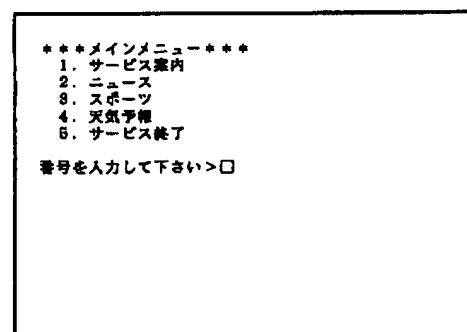 ***メインメニュー***
1. サービス案内
2. ニュース
3. スポーツ
4. 天気予報
5. サービス終了
番号を入力して下さい>□